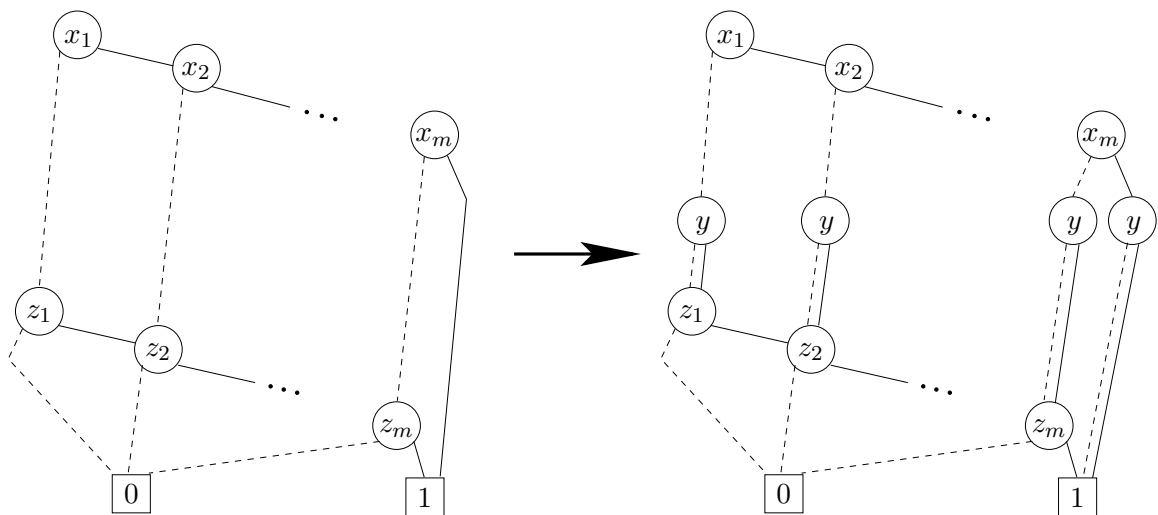 x₁ x₁
x₂ x₂
... ...
xₘ xₘ
y y y y
z₁ z₁
z₂ z₂
... ...
zₘ zₘ
0 1 0 1